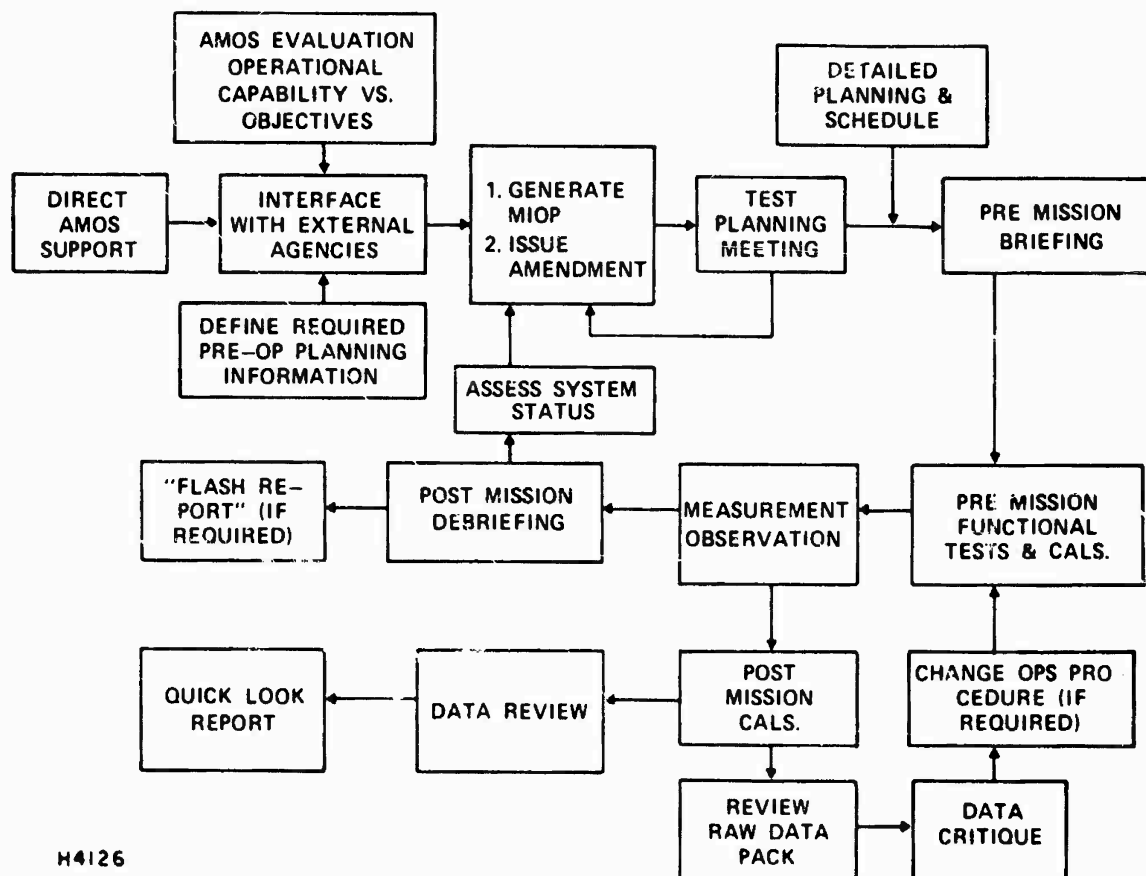 AMOS EVALUATION
OPERATIONAL
CAPABILITY VS.
OBJECTIVES
DETAILED
PLANNING &
SCHEDULE
DIRECT
AMOS
SUPPORT
INTERFACE
WITH EXTERNAL
AGENCIES
1. GENERATE
MIOP
2. ISSUE
AMENDMENT
TEST
PLANNING
MEETING
PRE MISSION
BRIEFING
DEFINE REQUIRED
PRE-OP PLANNING
INFORMATION
ASSESS SYSTEM
STATUS
"FLASH RE-
PORT" (IF
REQUIRED)
POST MISSION
DEBRIEFING
MEASUREMENT
OBSERVATION
PRE MISSION
FUNCTIONAL
TESTS & CALS.
QUICK LOOK
REPORT
DATA REVIEW
POST
MISSION
CALS.
CHANGE OPS PRO
CEDURE (IF
REQUIRED)
REVIEW
RAW DATA
PACK
DATA
CRITIQUE
H4126